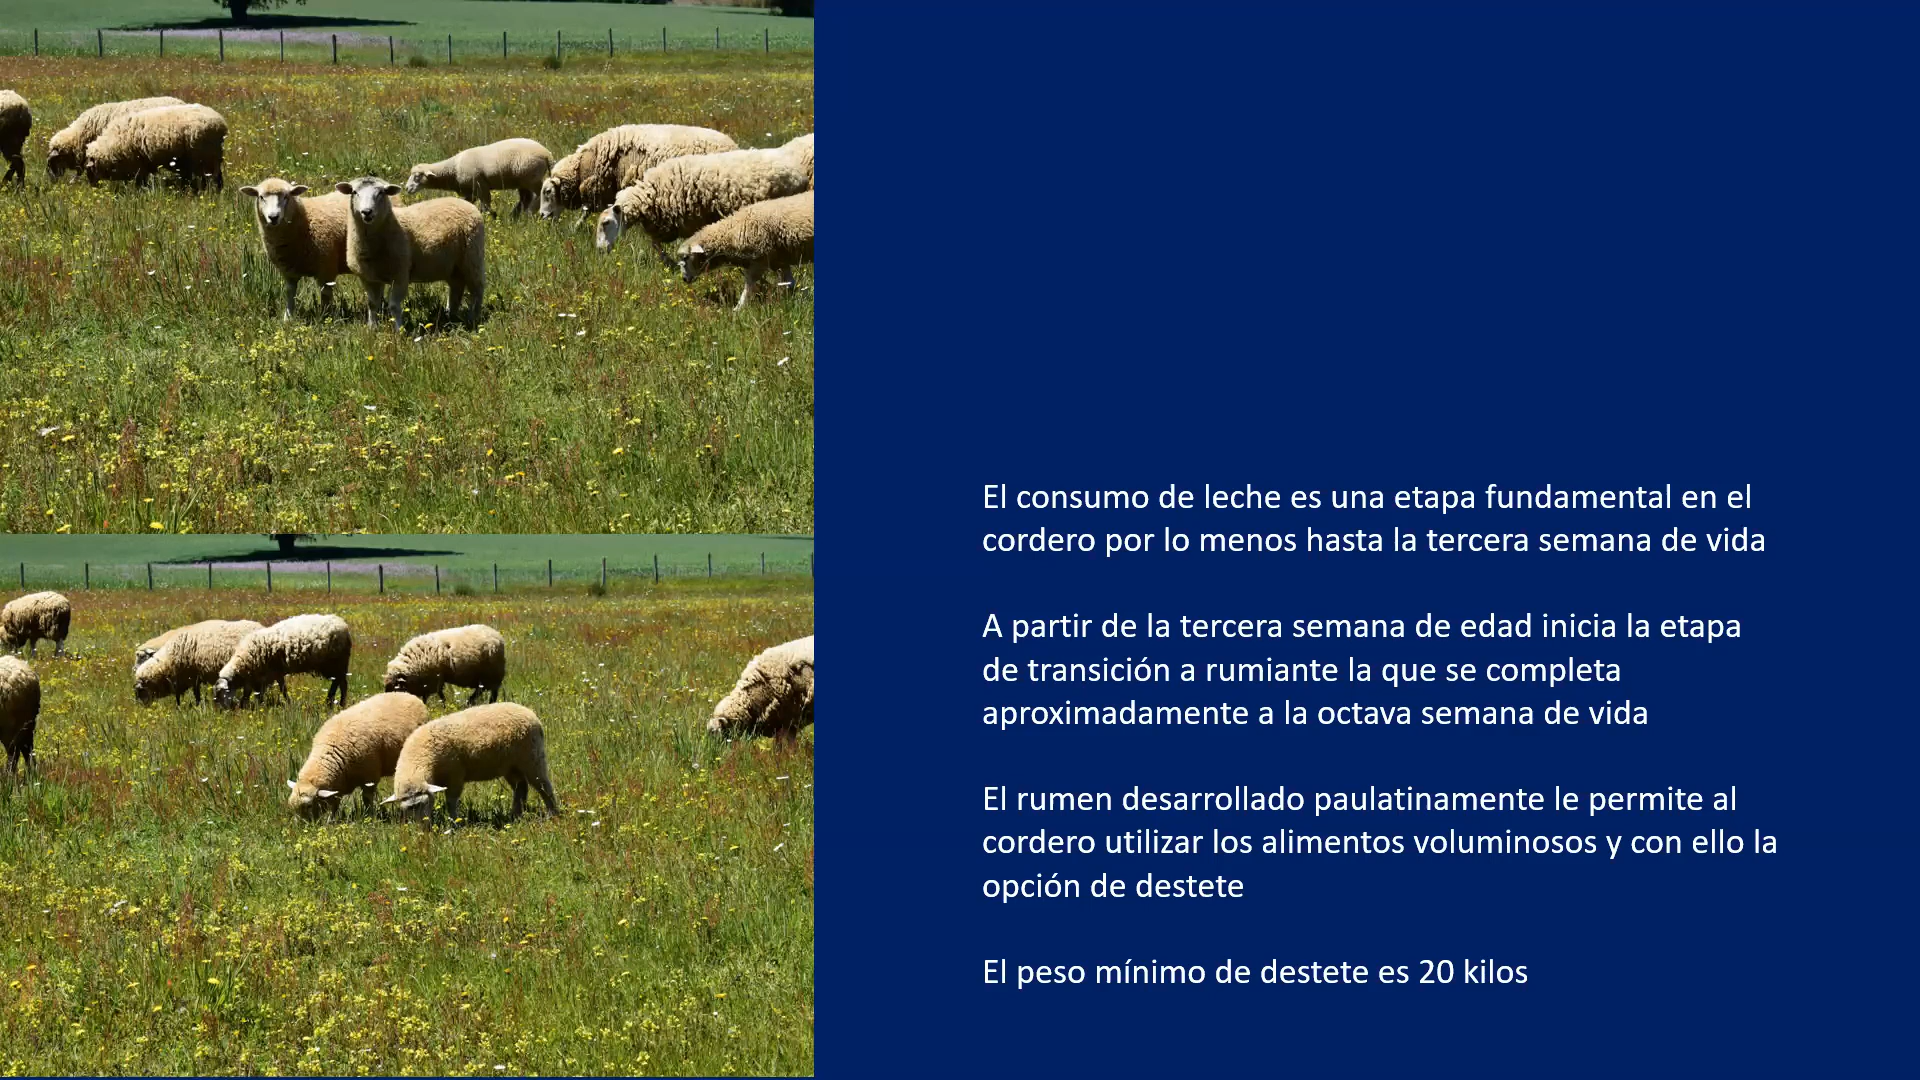 El consumo de leche es una etapa fundamental en el
cordero por lo menos hasta la tercera semana de vida
A partir de la tercera semana de edad inicia la etapa
de transición a rumiante la que se completa
aproximadamente a la octava semana de vida
El rumen desarrollado paulatinamente le permite al
cordero utilizar los alimentos voluminosos y con ello la
opción de destete
El peso mínimo de destete es 20 kilos